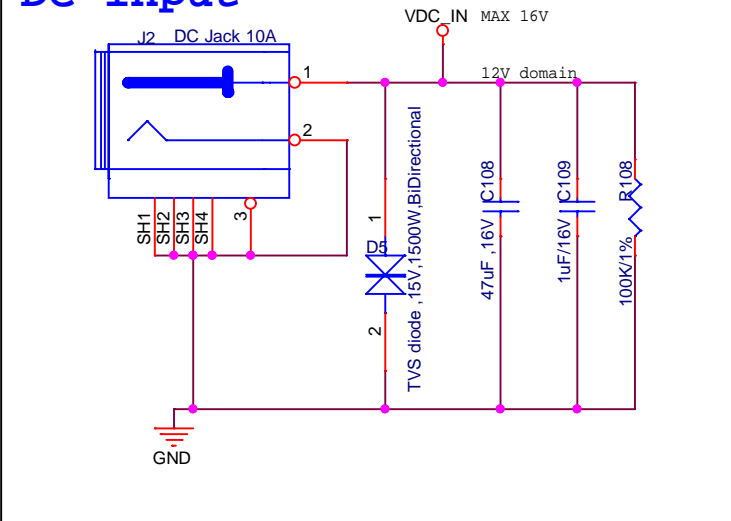 DC Input
VDC_IN MAX 16V
J2 DC Jack 10A
1
12V domain
2
SH1
SH2
SH3
SH4
3
1
D5
2
TVS diode ,15V,1500W,BiDirectional
47uF ,16V C108
1uF/16V C109
100K/1% R108
GND